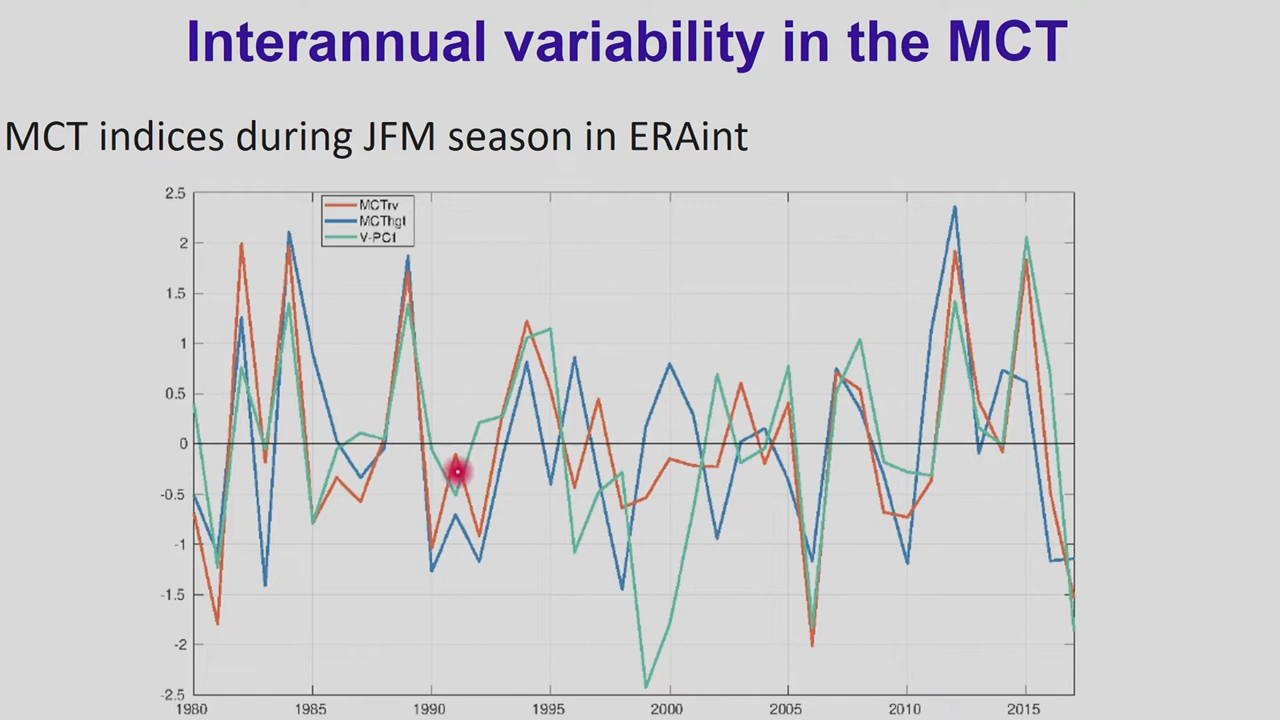 Interannual variability in the MCT
MCT indices during JFM season in ERAint
MCTrv
MCThgt
V-PC1
2.5
2
1.5
1
0.5
0
-0.5
-1
-1.5
-2
-2.5
1980 1985 1990 1995 2000 2005 2010 2015